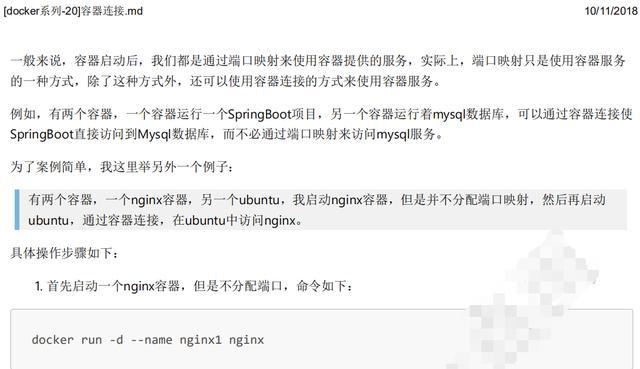 [docker系列-20]容器连接.md 10/11/2018
一般来说，容器启动后，我们都是通过端口映射来使用容器提供的服务，实际上，端口映射只是使用容器服务
的一种方式，除了这种方式外，还可以使用容器连接的方式来使用容器服务。
例如，有两个容器，一个容器运行一个SpringBoot项目，另一个容器运行着mysql数据库，可以通过容器连接使
SpringBoot直接访问到Mysql数据库，而不必通过端口映射来访问mysql服务。
为了案例简单，我这里举另外一个例子：
有两个容器，一个nginx容器，另一个ubuntu，我启动nginx容器，但是并不分配端口映射，然后再启动
ubuntu，通过容器连接，在ubuntu中访问nginx。
具体操作步骤如下：
1. 首先启动一个nginx容器，但是不分配端口，命令如下：
docker run -d --name nginx1 nginx